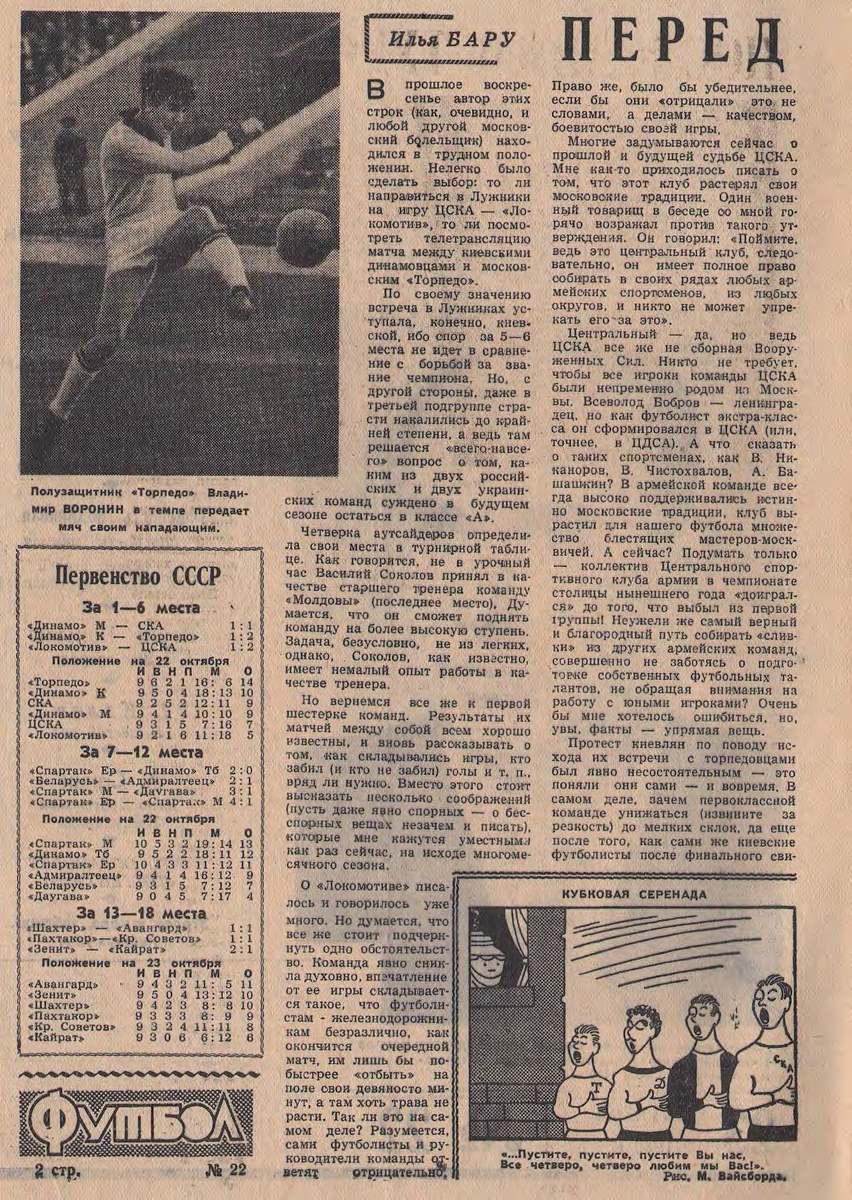 Илья БАРУ
ПЕРЕД
В прошлое воскре-
сенье автор этих
строк (как, очевидно, и
любой другой москов-
ский болельщик) нахо-
дился в трудном поло-
жении. Нелегко было
сделать выбор: то ли
направиться в Лужники
на игру ЦСКА — «Ло-
комотив», то ли посмо-
треть телетрансляцию
матча между киевскими
динамовцами и москов-
ским «Торпедо».
По своему значению
встреча в Лужниках ус-
тупала, конечно, киев-
ской, ибо спор за 5—6
места не идет в сравне-
ние с борьбой за зва-
ние чемпиона. Но, с
другой стороны, даже в
третьей подгруппе стра-
сти накалились до край-
ней степени, а ведь там
решается «всего-навсе-
го» вопрос о том, ка-
ким из двух россий-
ских и двух украин-
ских команд суждено в будущем
сезоне остаться в классе «А».
Четверка аутсайдеров определи-
ла свои места в турнирной табли-
це. Как говорится, не в урочный
час Василий Соколов принял в ка-
честве старшего тренера команду
«Молдовы» (последнее место). Ду-
мается, что он сможет поднять
команду на более высокую ступень.
Задача, безусловно, не из легких,
однако, Соколов, как известно,
имеет немалый опыт работы в ка-
честве тренера.
Но вернемся все же к первой
шестерке команд. Результаты их
матчей между собой всем хорошо
известны, и вновь рассказывать о
том, как складывались игры, кто
забил (и кто не забил) голы и т. п.,
вряд ли нужно. Вместо этого стоит
высказать несколько соображений
(пусть даже явно спорных — о бес-
спорных вещах незачем и писать),
которые мне кажутся уместными
как раз сейчас, на исходе многоме-
сячного сезона.
О «Локомотиве» писа-
лось и говорилось уже
много. Но думается, что
все же стоит подчерк-
нуть одно обстоятельст-
во. Команда явно сник-
ла духовно, впечатление
от ее игры складывает-
ся такое, что футболи-
стам - железнодорожни-
кам безразлично, как
окончится очередной
матч, им лишь бы по-
быстрее «отбыть» на
поле свои девяносто ми-
нут, а там хоть трава не
расти. Так ли это на са-
мом деле? Разумеется,
сами футболисты и ру-
ководители команды от-
ветят отрицательно.
Право же, было бы убедительнее,
если бы они «отрицали» это не
словами, а делами — качеством,
боевитостью своей игры.
Многие задумываются сейчас о
прошлой и будущей судьбе ЦСКА.
Мне как-то приходилось писать о
том, что этот клуб растерял свои
московские традиции. Один воен-
ный товарищ в беседе со мной го-
рячо возражал против такого ут-
верждения. Он говорил: «Поймите,
ведь это центральный клуб, следо-
вательно, он имеет полное право
собирать в своих рядах любых ар-
мейских спортсменов, из любых
округов, и никто не может упре-
кать его за это».
Центральный — да, но ведь
ЦСКА все же не сборная Воору-
женных Сил. Никто не требует,
чтобы все игроки команды ЦСКА
были непременно родом из Моск-
вы. Всеволод Бобров — ленингра-
дец, но как футболист экстра-клас-
са он сформировался в ЦСКА (или,
точнее, в ЦДСА). А что сказать
о таких спортсменах, как В. Ни-
каноров, В. Чистохвалов, А. Ба-
шашкин? В армейской команде все-
гда высоко поддерживались истин-
но московские традиции, клуб вы-
растил для нашего футбола множе-
ство блестящих мастеров-моск-
вичей. А сейчас? Подумать только
— коллектив Центрального спор-
тивного клуба армии в чемпионате
столицы нынешнего года «доиграл-
ся» до того, что выбыл из первой
группы! Неужели же самый верный
и благородный путь собирать «слив-
ки» из других армейских команд,
совершенно не заботясь о подго-
товке собственных футбольных та-
лантов, не обращая внимания на
работу с юными игроками? Очень
бы мне хотелось ошибиться, но,
увы, факты — упрямая вещь.
Протест киевлян по поводу ис-
хода их встречи с торпедовцами
был явно несостоятельным — это
поняли они сами — и вовремя. В
самом деле, зачем первоклассной
команде унижаться (извините за
резкость) до мелких склок, да еще
после того, как сами же киевские
футболисты после финального сви-
Полузащитник «Торпедо» Влади-
мир ВОРОНИН в темпе передает
мяч своим нападающим.
Первенство СССР
За 1—6 места
«Динамо» М — СКА 1:1
«Динамо» К — «Торпедо» 1:2
«Локомотив» — ЦСКА 1:2
Положение на 22 октября
И В Н П М О
«Торпедо» 9 6 2 1 16: 6 14
«Динамо» К 9 5 0 4 18:13 10
СКА 9 2 5 2 12:11 9
«Динамо» М 9 4 1 4 10:10 9
ЦСКА 9 3 1 5 7:16 7
«Локомотив» 9 2 1 6 11:18 5
За 7—12 места
«Спартак» Ер — «Динамо» Тб 2:0
«Беларусь» — «Адмиралтеец» 2:1
«Спартак» М — «Даугава» 3:1
«Спартак» Ер — «Спартак» М 4:1
Положение на 22 октября
И В Н П М О
«Спартак» М 10 5 3 2 19:14 13
«Динамо» Тб 9 5 2 2 18:11 12
«Спартак» Ер 10 4 3 3 11:12 11
«Адмиралтеец» 9 4 1 4 16:12 9
«Беларусь» 9 3 1 5 7:12 7
«Даугава» 9 0 4 5 7:17 4
За 13—18 места
«Шахтер» — «Авангард» 1:1
«Пахтакор»—«Кр. Советов» 1:1
«Зенит» — «Кайрат» 2:1
Положение на 23 октября
И В Н П М О
«Авангард» 9 4 3 2 11: 5 11
«Зенит» 9 5 0 4 13:12 10
«Шахтер» 9 4 2 3 8: 8 10
«Пахтакор» 9 3 3 3 8: 9 9
«Кр. Советов» 9 3 2 4 11:11 8
«Кайрат» 9 3 0 6 6:12 6
ФУТБОЛ
2 стр. № 22
КУБКОВАЯ СЕРЕНАДА
Т
Д
СКА
«...Пустите, пустите, пустите Вы нас,
Все четверо, четверо любим мы Вас!».
Рис. М. Вайсборда.